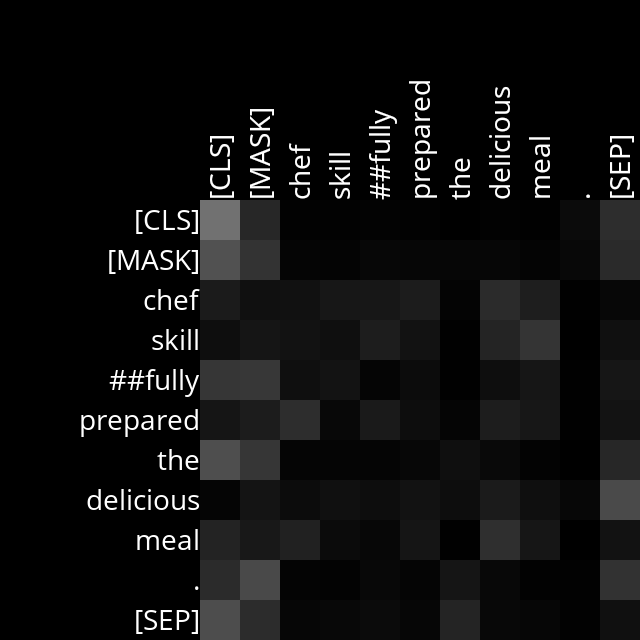 [CLS] [MASK] chef skill ##fully prepared the delicious meal . [SEP]
[CLS]
[MASK]
chef
skill
##fully
prepared
the
delicious
meal
.
[SEP]